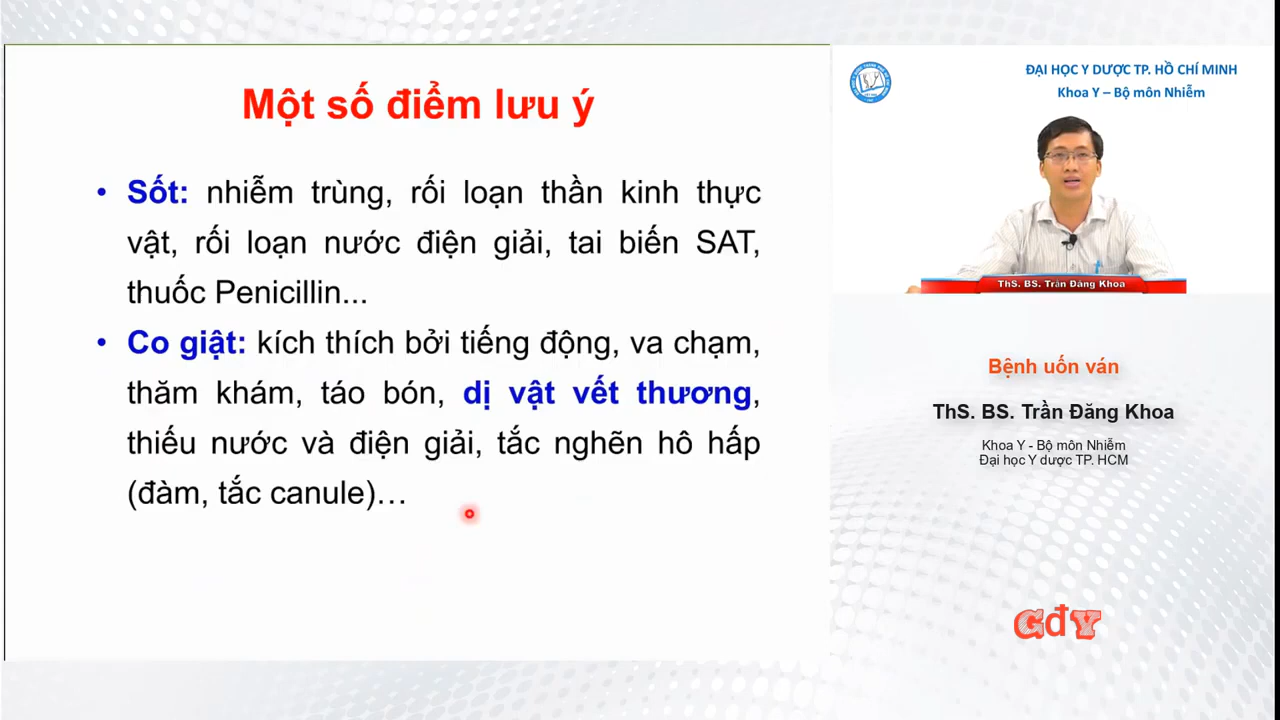 Một số điểm lưu ý
• Sốt: nhiễm trùng, rối loạn thần kinh thực
vật, rối loạn nước điện giải, tai biến SAT,
thuốc Penicillin...
• Co giật: kích thích bởi tiếng động, va chạm,
thăm khám, táo bón, dị vật vết thương,
thiếu nước và điện giải, tắc nghẽn hô hấp
(đàm, tắc canule)…
ĐẠI HỌC Y DƯỢC TP. HỒ CHÍ MINH
Khoa Y – Bộ môn Nhiễm
ThS. BS. Trần Đăng Khoa
Bệnh uốn ván
ThS. BS. Trần Đăng Khoa
Khoa Y - Bộ môn Nhiễm
Đại học Y dược TP. HCM
GđY